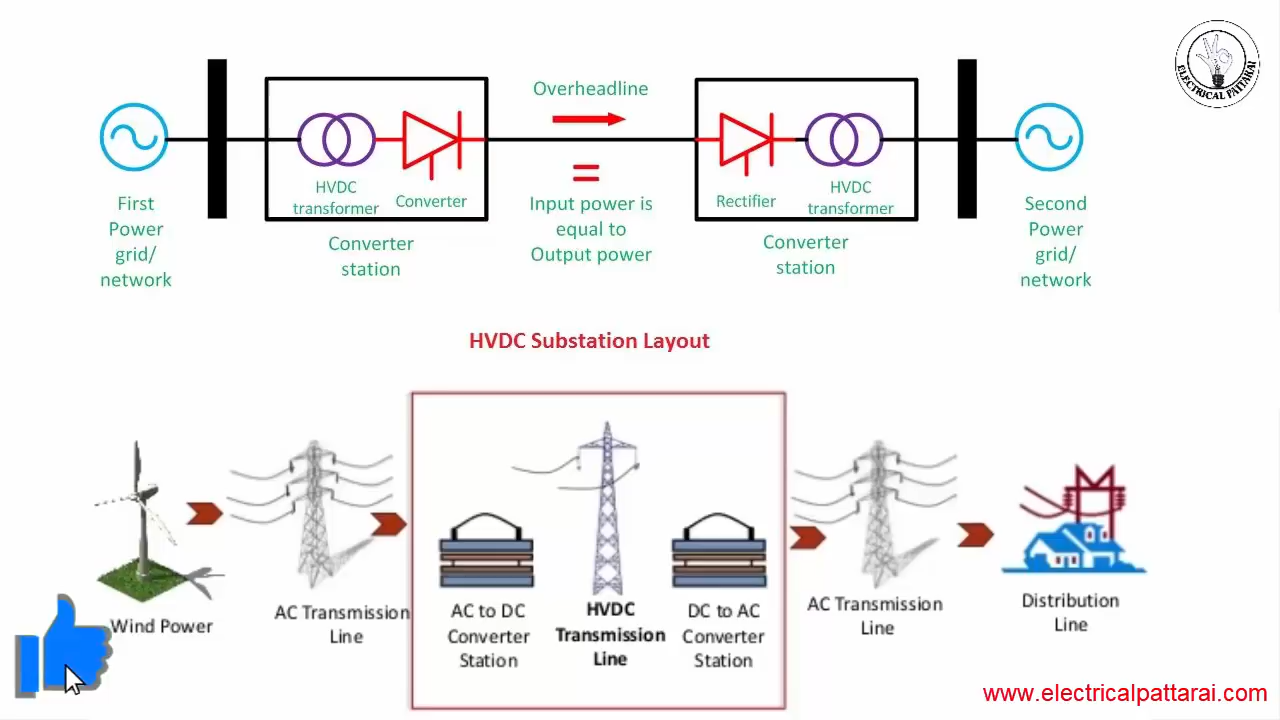 ELECTRICAL PATTARAI
Overheadline
HVDC
transformer
Converter
Rectifier
HVDC
transformer
First
Power
grid/
network
Converter
station
Input power is
equal to
Output power
Converter
station
Second
Power
grid/
network
HVDC Substation Layout
Wind Power
AC Transmission
Line
AC to DC
Converter
Station
HVDC
Transmission
Line
DC to AC
Converter
Station
AC Transmission
Line
Distribution
Line
www.electricalpattarai.com